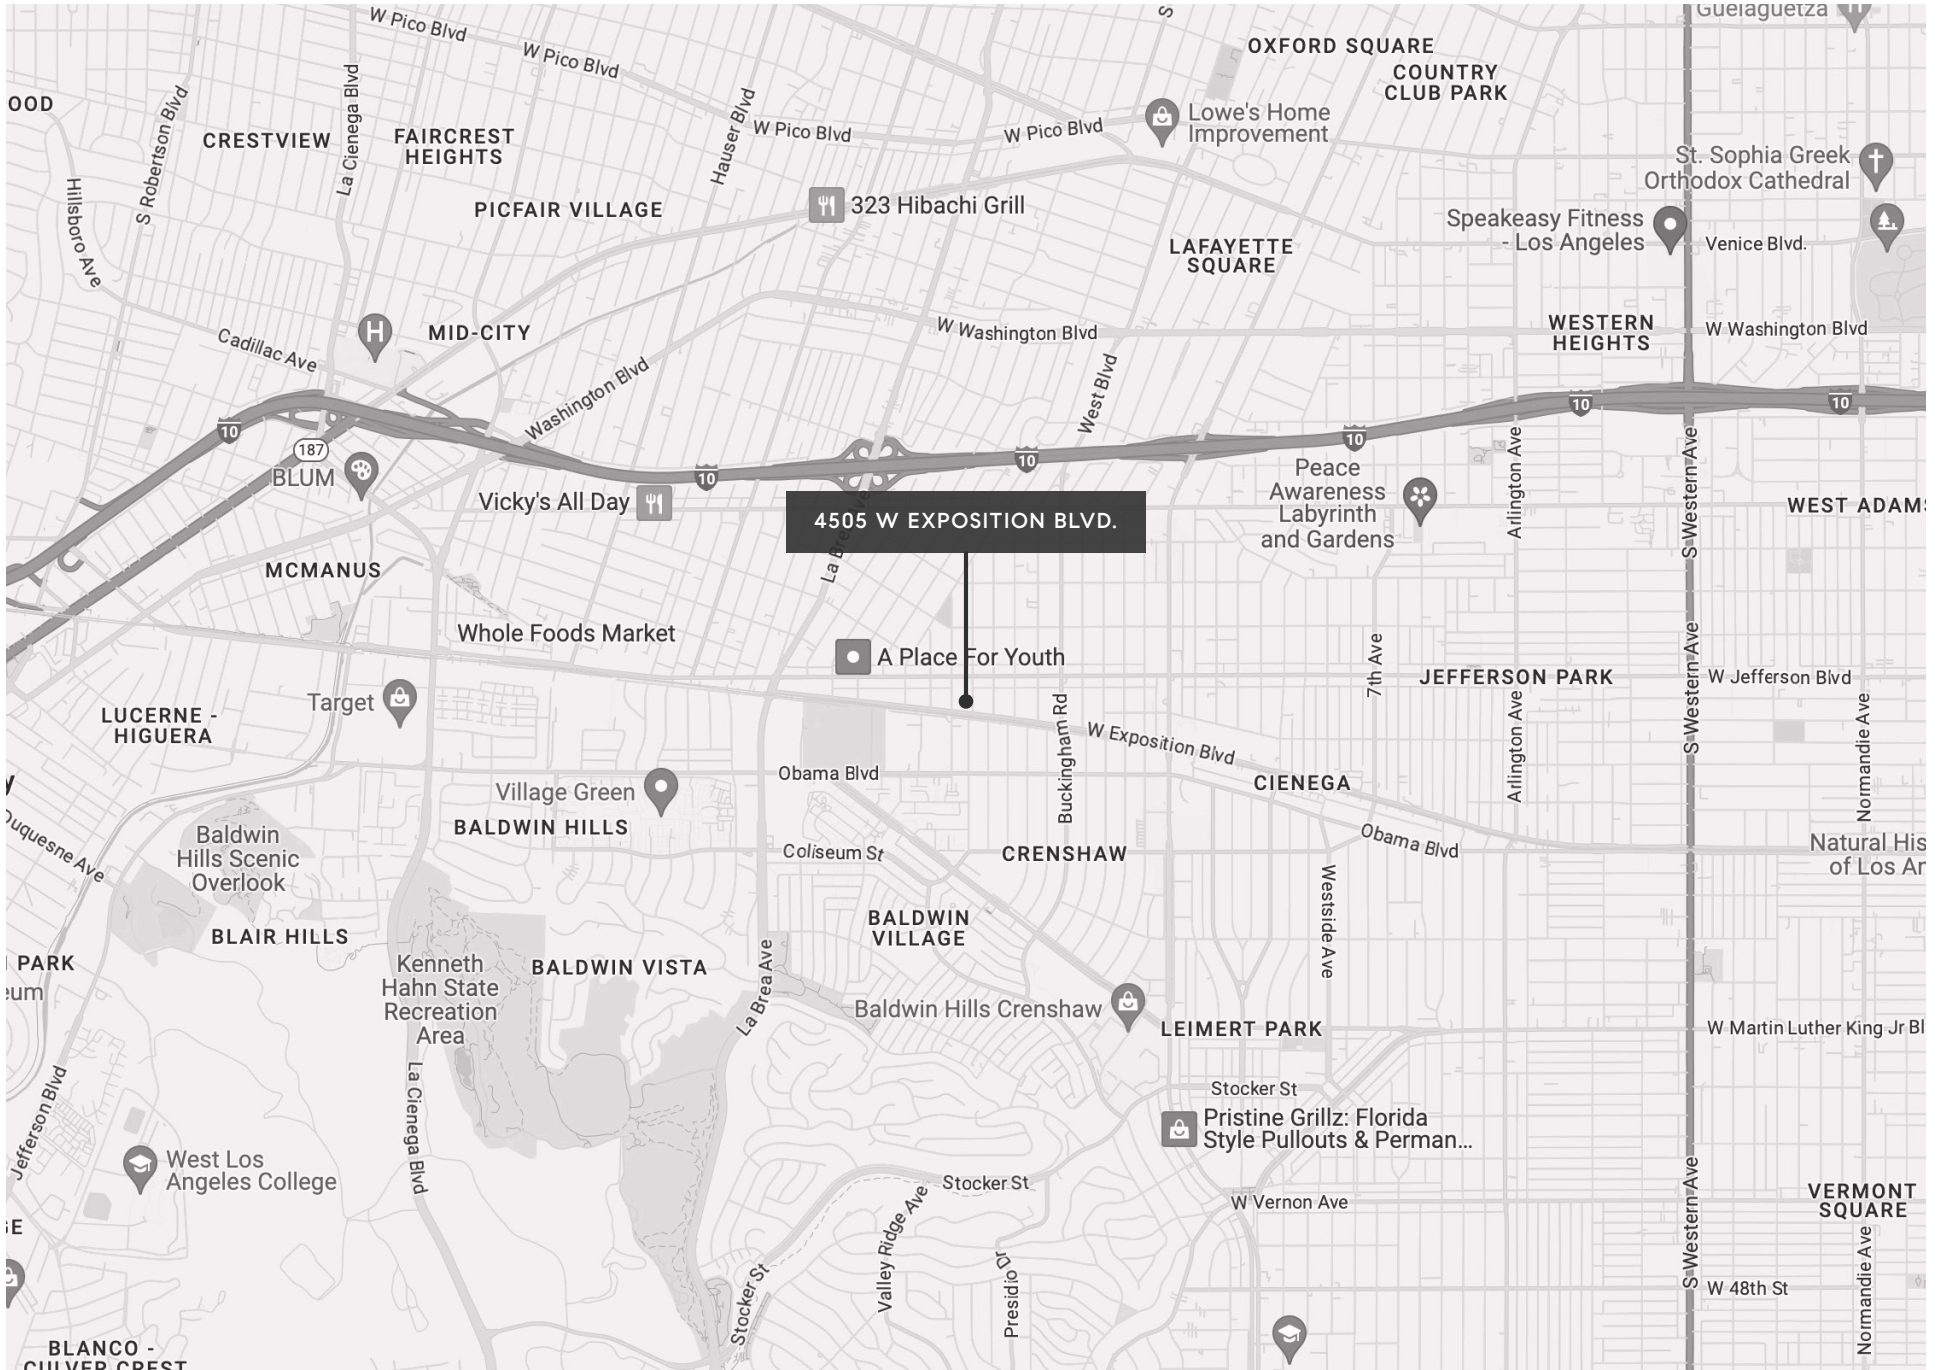 Guelaguetza
W Pico Blvd
W Pico Blvd
OXFORD SQUARE
COUNTRY
CLUB PARK
OOD
S Robertson Blvd
La Cienega Blvd
Hauser Blvd
CRESTVIEW
FAIRCREST
HEIGHTS
W Pico Blvd
W Pico Blvd
Lowe's Home
Improvement
S
St. Sophia Greek
Orthodox Cathedral
Hillsboro Ave
PICFAIR VILLAGE
323 Hibachi Grill
Speakeasy Fitness
- Los Angeles
Venice Blvd.
LAFAYETTE
SQUARE
H
MID-CITY
Cadillac Ave
W Washington Blvd
WESTERN
HEIGHTS
W Washington Blvd
Washington Blvd
West Blvd
10
10
10
10
10
10
187
BLUM
Vicky's All Day
Peace
Awareness
Labyrinth
and Gardens
Arlington Ave
S Western Ave
WEST ADAMS
4505 W EXPOSITION BLVD.
La Brea Ave
MCMANUS
Whole Foods Market
A Place For Youth
7th Ave
JEFFERSON PARK
S Western Ave
W Jefferson Blvd
Target
LUCERNE -
HIGUERA
Buckingham Rd
W Exposition Blvd
Arlington Ave
Normandie Ave
y
Obama Blvd
CIENEGA
Village Green
BALDWIN HILLS
Duquesne Ave
Baldwin
Hills Scenic
Overlook
Coliseum St
CRENSHAW
Obama Blvd
Natural His
of Los An
Westside Ave
BLAIR HILLS
BALDWIN
VILLAGE
PARK
eum
Kenneth
Hahn State
Recreation
Area
BALDWIN VISTA
La Brea Ave
Baldwin Hills Crenshaw
LEIMERT PARK
W Martin Luther King Jr Bl
Jefferson Blvd
La Cienega Blvd
Stocker St
Pristine Grillz: Florida
Style Pullouts & Perman...
West Los
Angeles College
Stocker St
Valley Ridge Ave
W Vernon Ave
S Western Ave
VERMONT
SQUARE
GE
Stocker St
Presidio Dr
W 48th St
Normandie Ave
BLANCO -
CULVER CREST